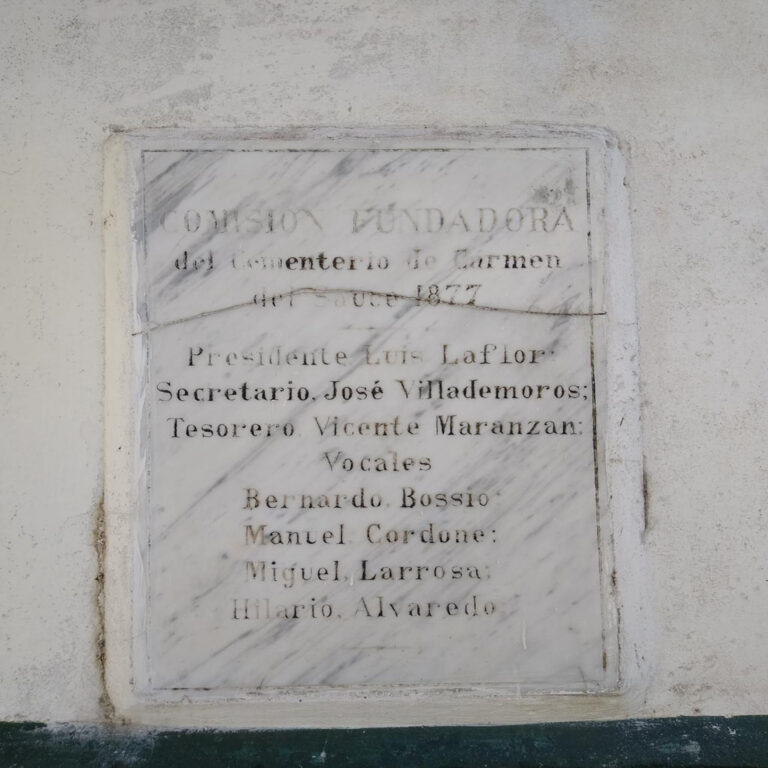 COMISION FUNDADORA
del Cementerio de Carmen
del Sauce 1877
Presidente Luis Laflor;
Secretario, José Villademoros;
Tesorero, Vicente Maranzan;
Vocales
Bernardo, Bossio;
Manuel, Cordone;
Miguel, Larrosa;
Hilario, Alvaredo;